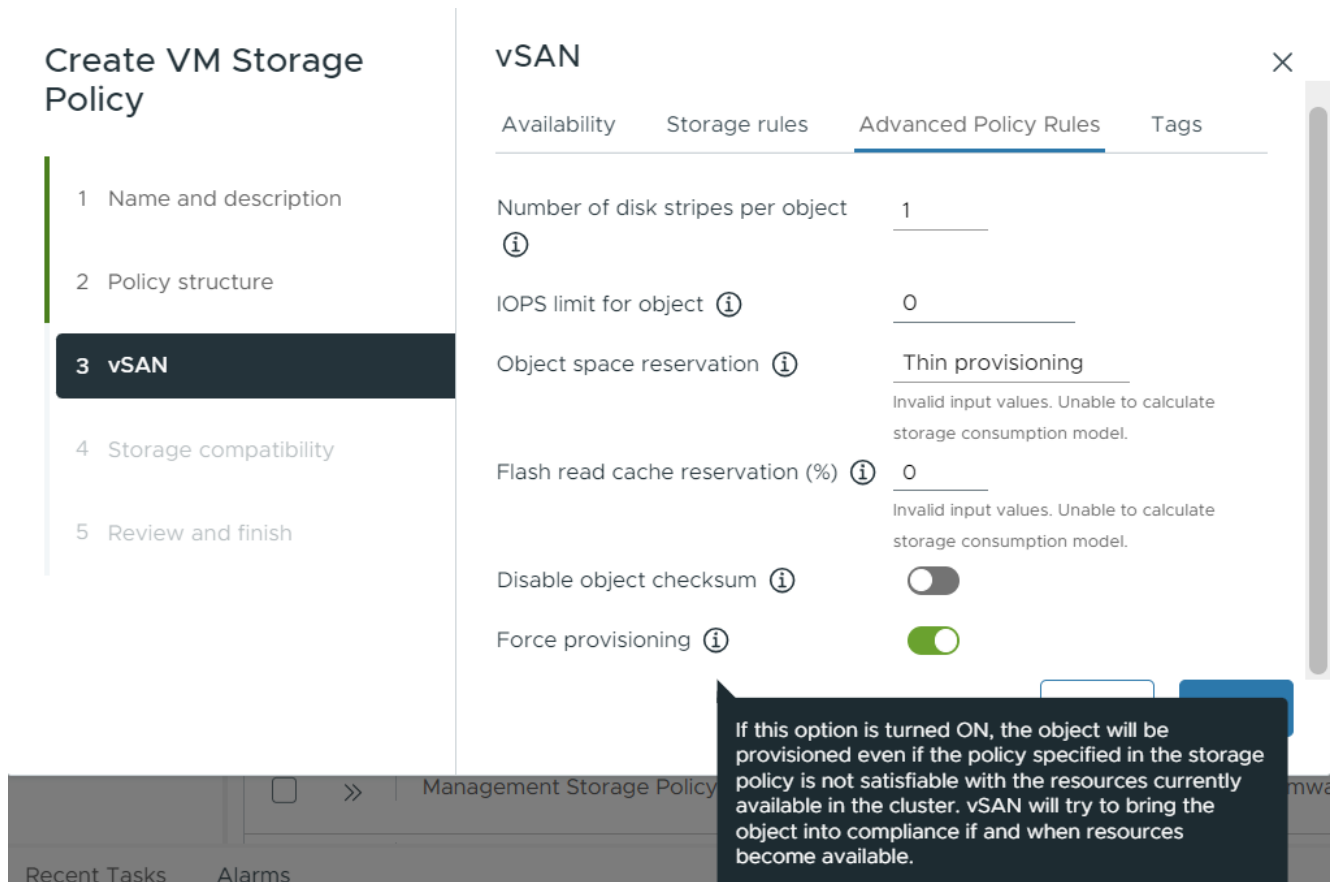 Create VM Storage
Policy
1 Name and description
2 Policy structure
3 vSAN
4 Storage compatibility
5 Review and finish
vSAN
Availability Storage rules Advanced Policy Rules Tags
Number of disk stripes per object 1
IOPS limit for object 0
Object space reservation Thin provisioning
Invalid input values. Unable to calculate
storage consumption model.
Flash read cache reservation (%) 0
Invalid input values. Unable to calculate
storage consumption model.
Disable object checksum
Force provisioning
If this option is turned ON, the object will be
provisioned even if the policy specified in the storage
policy is not satisfiable with the resources currently
available in the cluster. vSAN will try to bring the
object into compliance if and when resources
become available.
Management Storage Policy
Recent Tasks Alarms